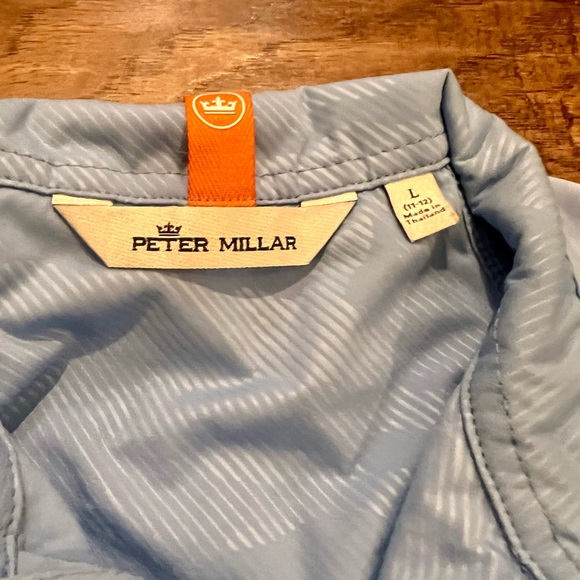 PETER MILLAR
L
(11-12)
Made in
Thailand